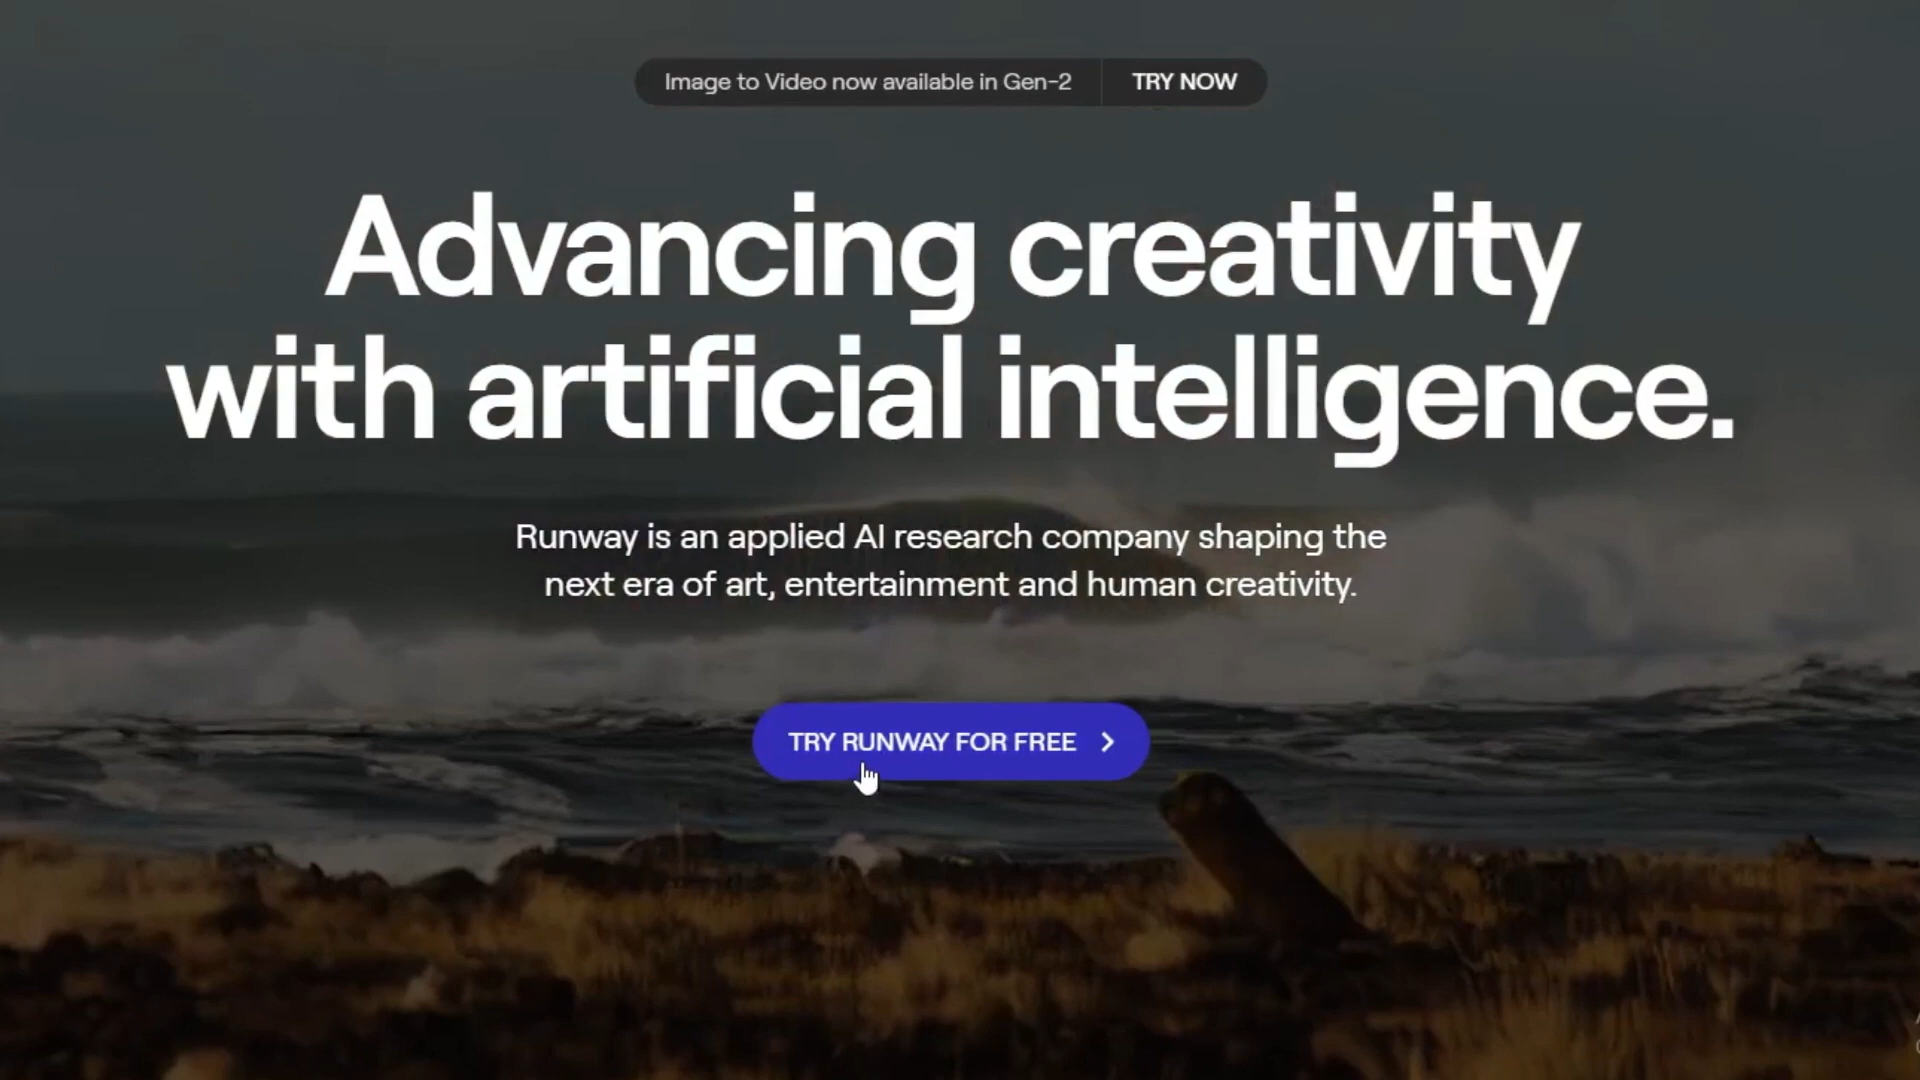 Image to Video now available in Gen-2 TRY NOW
Advancing creativity
with artificial intelligence.
Runway is an applied AI research company shaping the
next era of art, entertainment and human creativity.
TRY RUNWAY FOR FREE